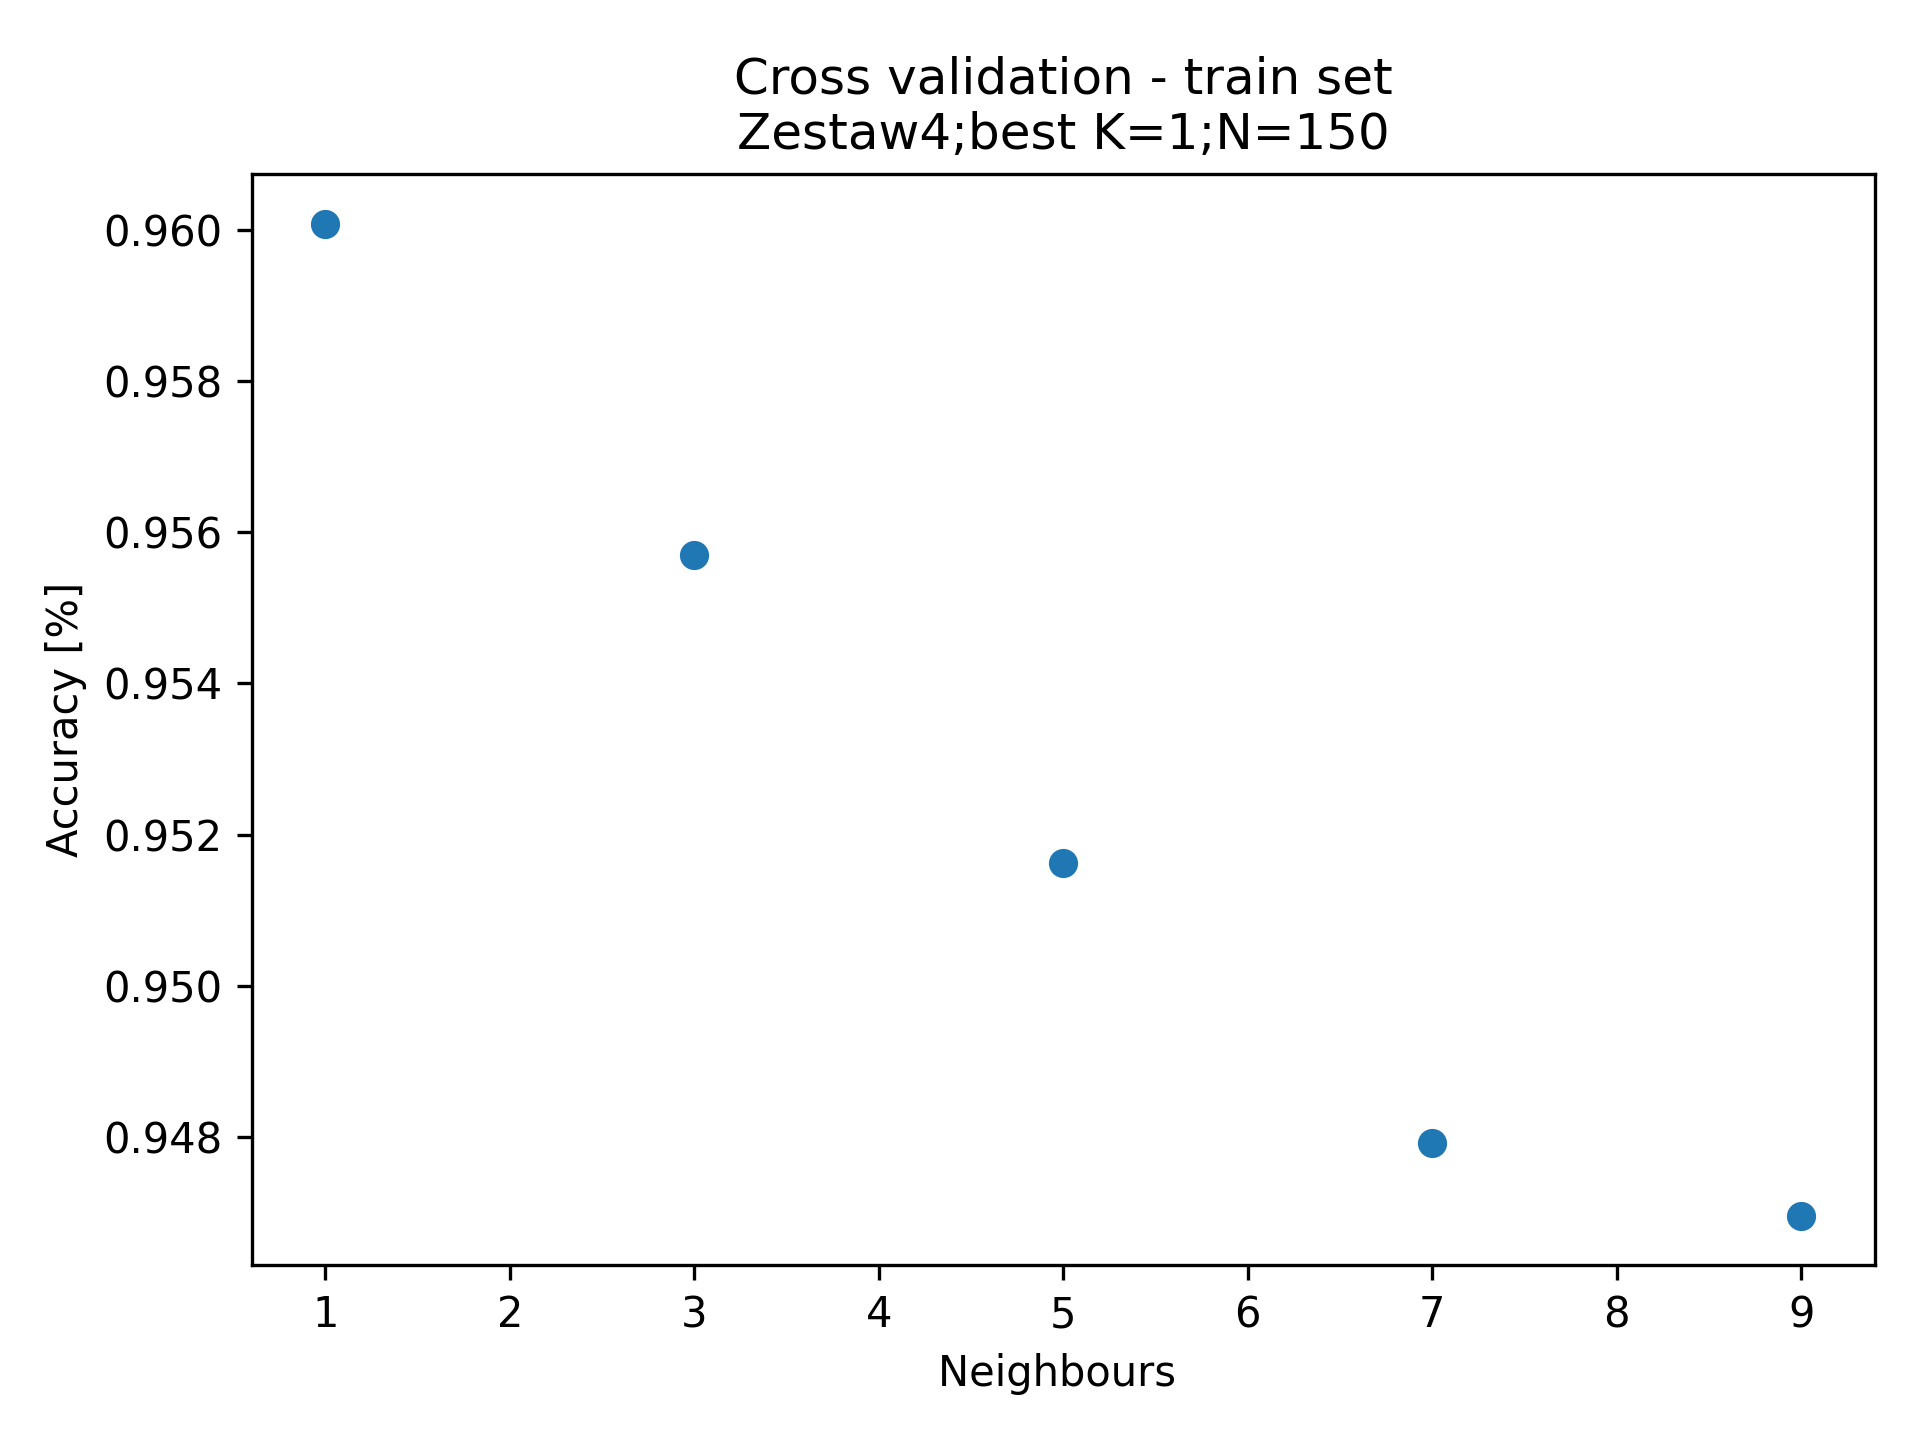 Cross validation - train set
Zestaw4;best K=1;N=150
0.960
0.958
0.956
0.954
0.952
0.950
0.948
Accuracy [%]
1 2 3 4 5 6 7 8 9
Neighbours